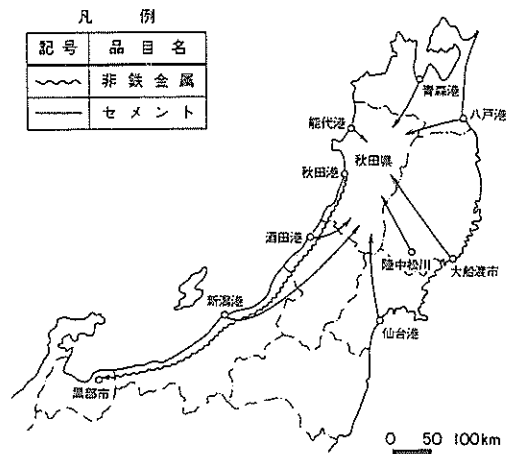 凡例
記号 品目名
非鉄金属
セメント
青森港
八戸港
能代港
秋田県
秋田港
酒田港
陸中松川
大船渡市
新潟港
仙台港
黒部市
0 50 100km